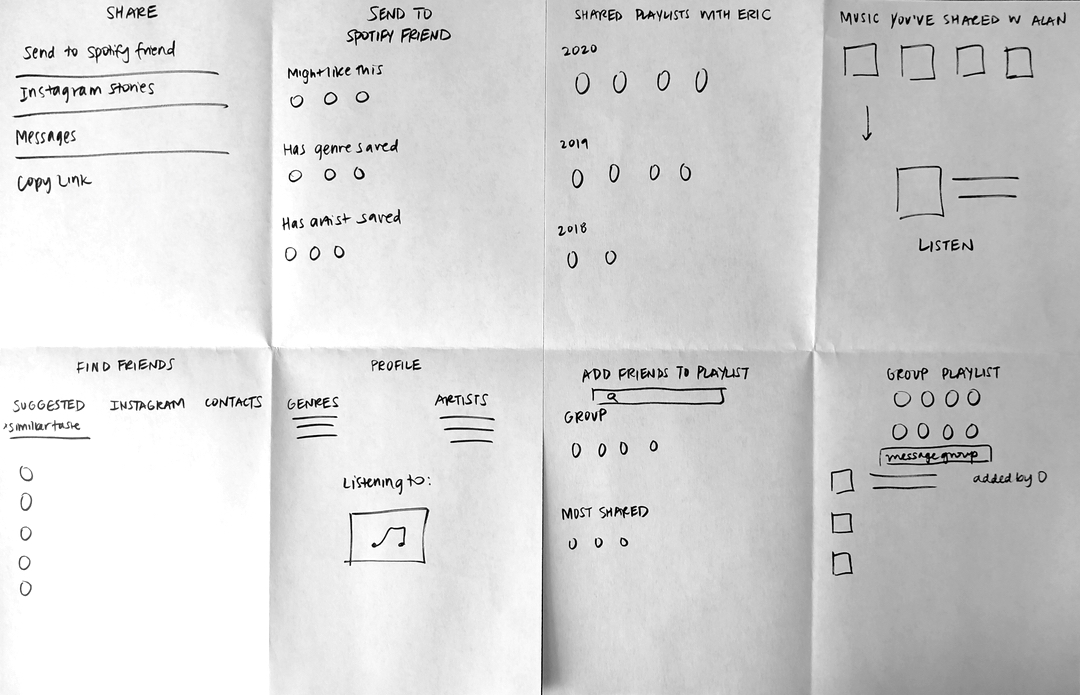 SHARE
Send to Spotify friend
Instagram Stories
Messages
Copy Link
SEND TO
SPOTIFY FRIEND
Might like this
Has genre saved
Has artist saved
SHARED PLAYLISTS WITH ERIC
2020
2019
2018
MUSIC YOU'VE SHARED W ALAN
LISTEN
FIND FRIENDS
SUGGESTED INSTAGRAM CONTACTS
similar taste
PROFILE
GENRES ARTISTS
Listening to:
ADD FRIENDS TO PLAYLIST
GROUP
MOST SHARED
GROUP PLAYLIST
message group
added by